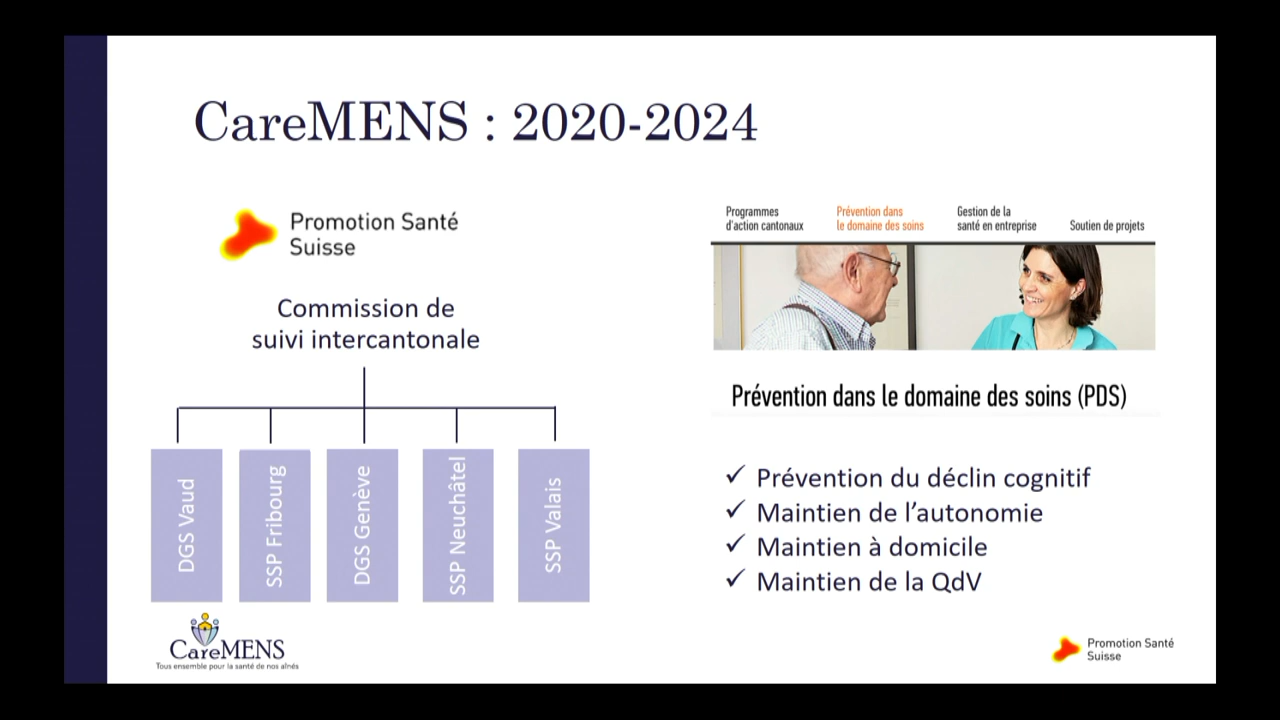 CareMENS : 2020-2024
Promotion Santé
Suisse
Commission de
suivi intercantonale
DGS Vaud
SSP Fribourg
DGS Genève
SSP Neuchâtel
SSP Valais
CareMENS
Tous ensemble pour la santé de nos aînés
Programmes
d'action cantonaux
Prévention dans
le domaine des soins
Gestion de la
santé en entreprise
Soutien de projets
Prévention dans le domaine des soins (PDS)
✓ Prévention du déclin cognitif
✓ Maintien de l’autonomie
✓ Maintien à domicile
✓ Maintien de la QdV
Promotion Santé
Suisse